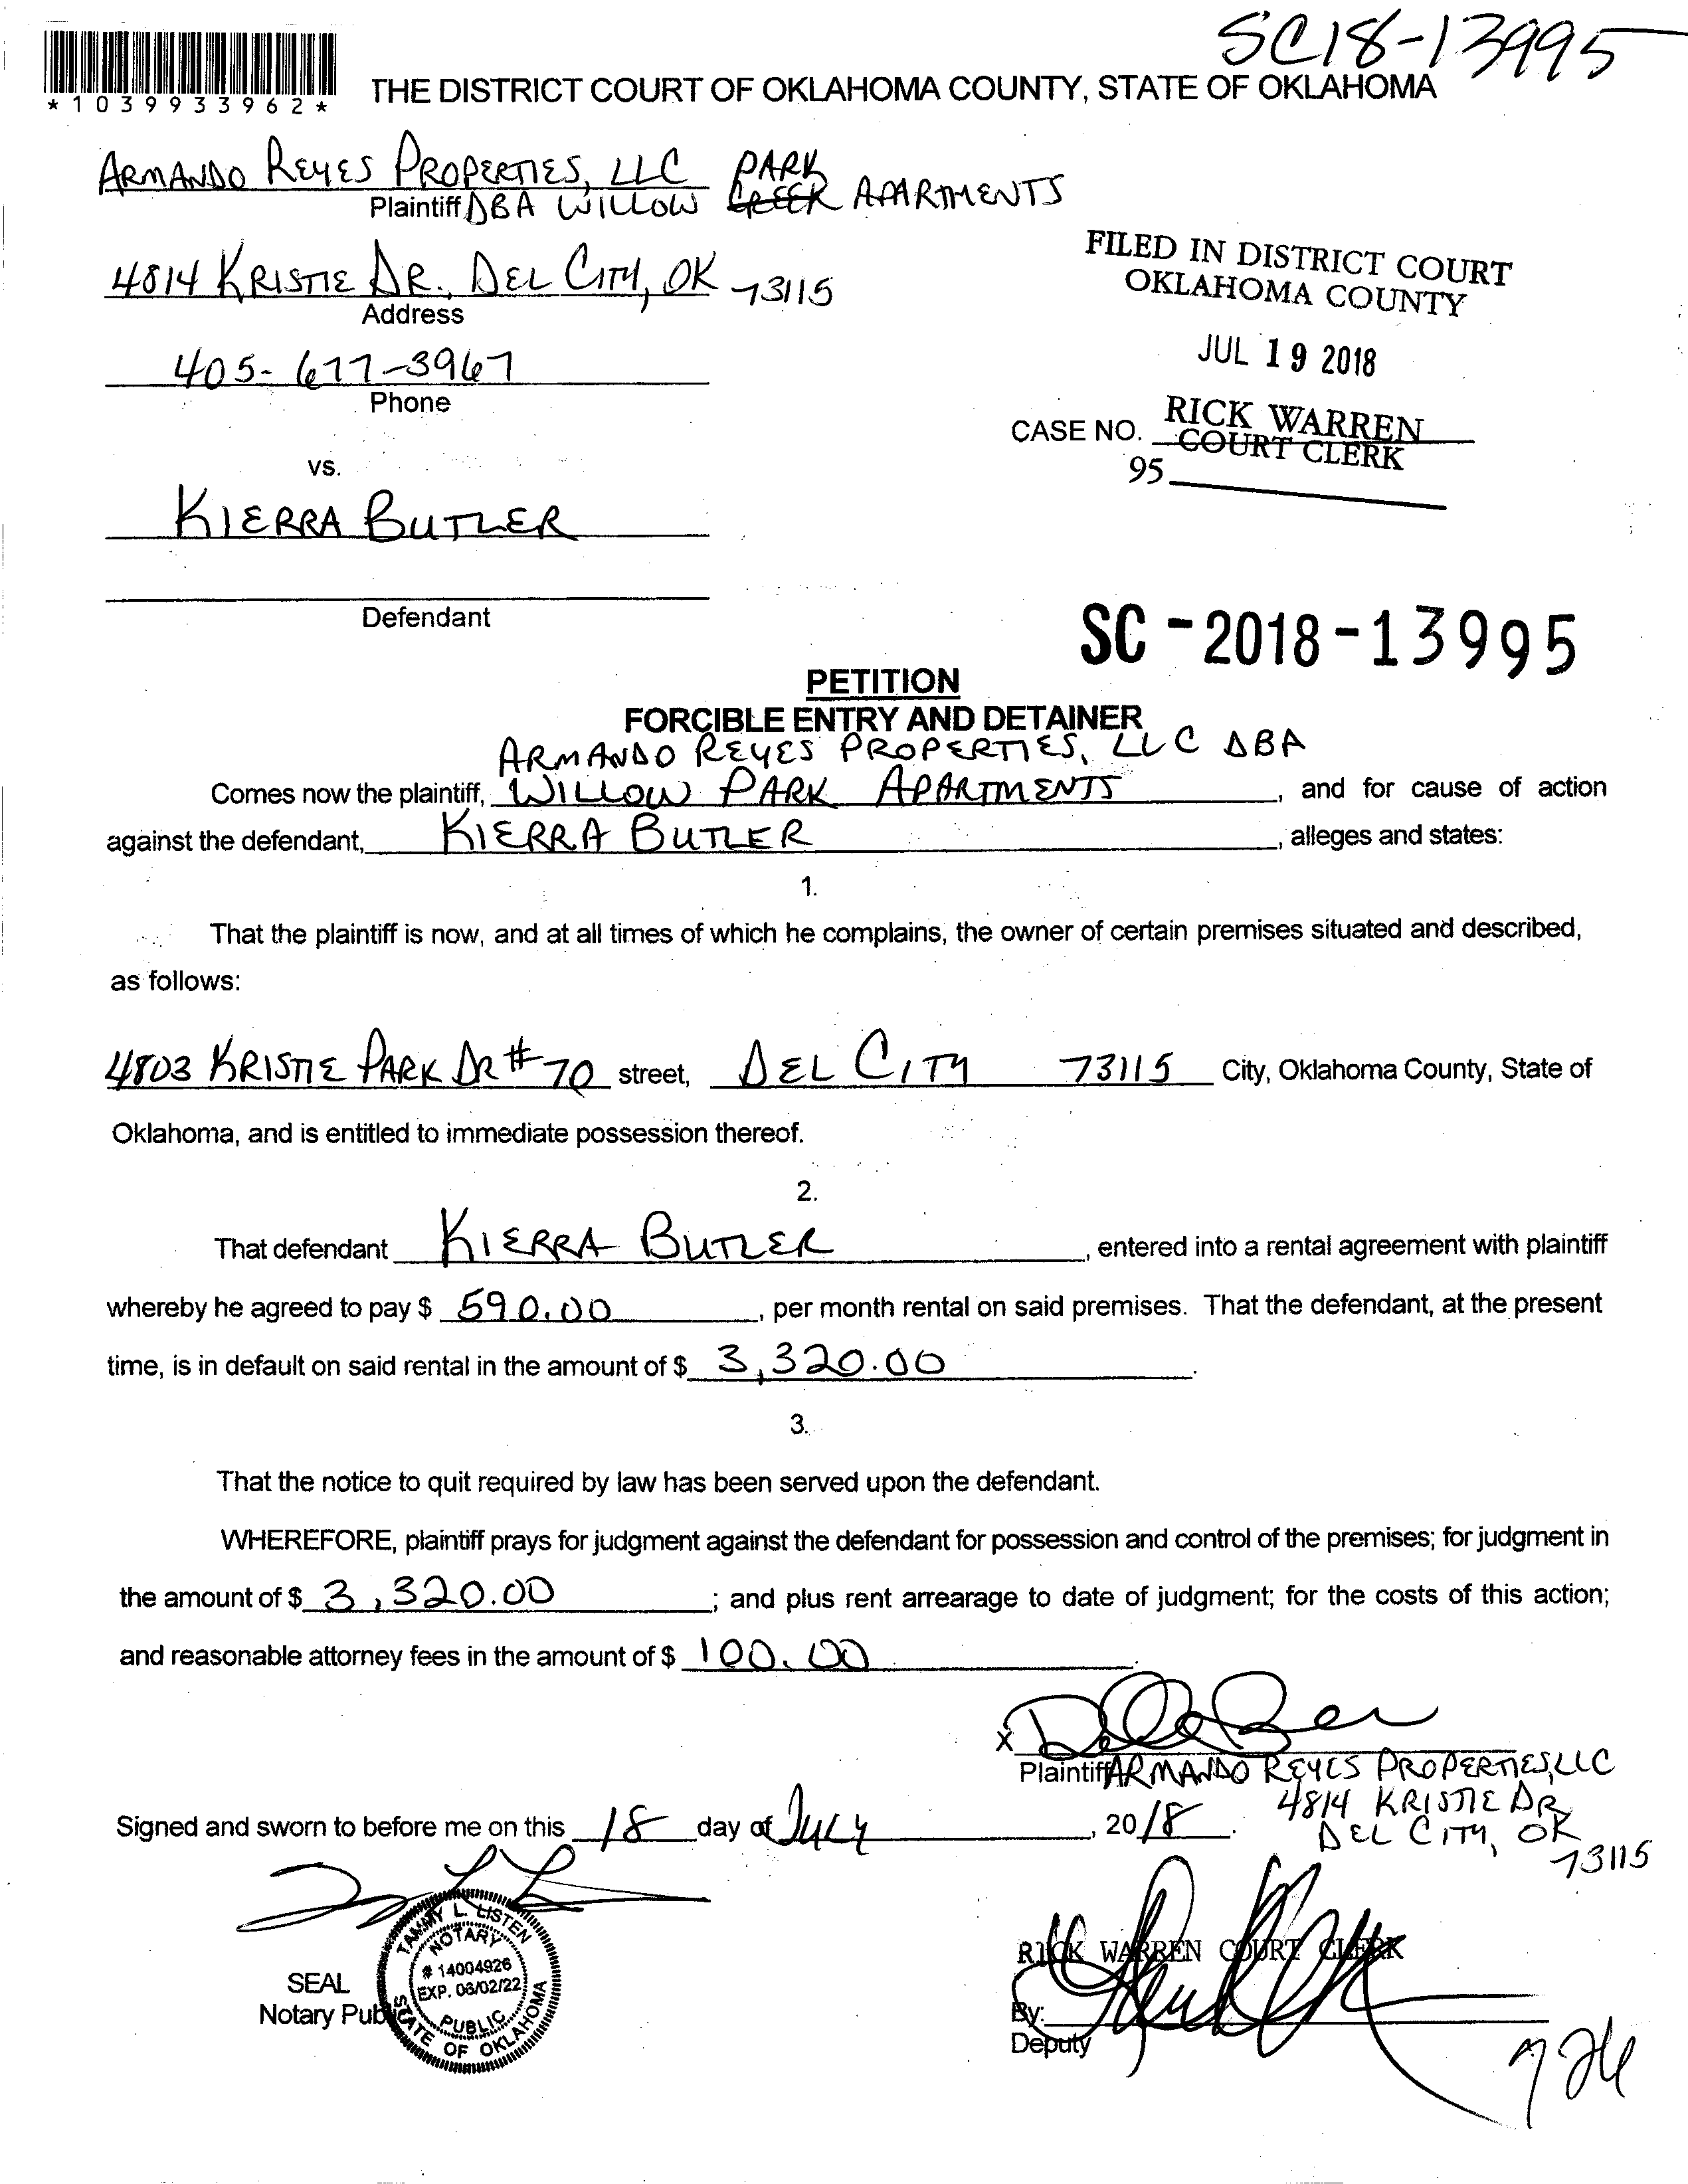 SC18-13995
*1039933962*
THE DISTRICT COURT OF OKLAHOMA COUNTY, STATE OF OKLAHOMA
ARMANDO REYES PROPERTIES, LLC PARK
Plaintiff DBA WILLOW CREEK APARTMENTS
4814 KRISTIE DR., DEL CITY, OK 73115
Address
FILED IN DISTRICT COURT
OKLAHOMA COUNTY
405-677-3967
Phone
JUL 19 2018
CASE NO. RICK WARREN
COURT CLERK
95
vs.
KIERRA BUTLER
Defendant
SC-2018-13995
PETITION
FORCIBLE ENTRY AND DETAINER
ARMANDO REYES PROPERTIES, LLC DBA
Comes now the plaintiff, WILLOW PARK APARTMENTS, and for cause of action
against the defendant, KIERRA BUTLER, alleges and states:
1.
That the plaintiff is now, and at all times of which he complains, the owner of certain premises situated and described,
as follows:
4803 KRISTIE PARK DR #70 street, DEL CITY 73115 City, Oklahoma County, State of
Oklahoma, and is entitled to immediate possession thereof.
2.
That defendant KIERRA BUTLER, entered into a rental agreement with plaintiff
whereby he agreed to pay $ 590.00, per month rental on said premises. That the defendant, at the present
time, is in default on said rental in the amount of $ 3,320.00.
3.
That the notice to quit required by law has been served upon the defendant.
WHEREFORE, plaintiff prays for judgment against the defendant for possession and control of the premises; for judgment in
the amount of $ 3,320.00; and plus rent arrearage to date of judgment; for the costs of this action;
and reasonable attorney fees in the amount of $ 100.00.
X
Plaintiff ARMANDO REYES PROPERTIES, LLC
4814 KRISTIE DR
DEL CITY, OK
73115
Signed and sworn to before me on this 18 day of JULY, 2018.
TAMMY L. LISTEN
NOTARY
# 14004926
EXP. 06/02/22
PUBLIC
STATE OF OKLAHOMA
SEAL
Notary Public
RICK WARREN COURT CLERK
By:
Deputy
726